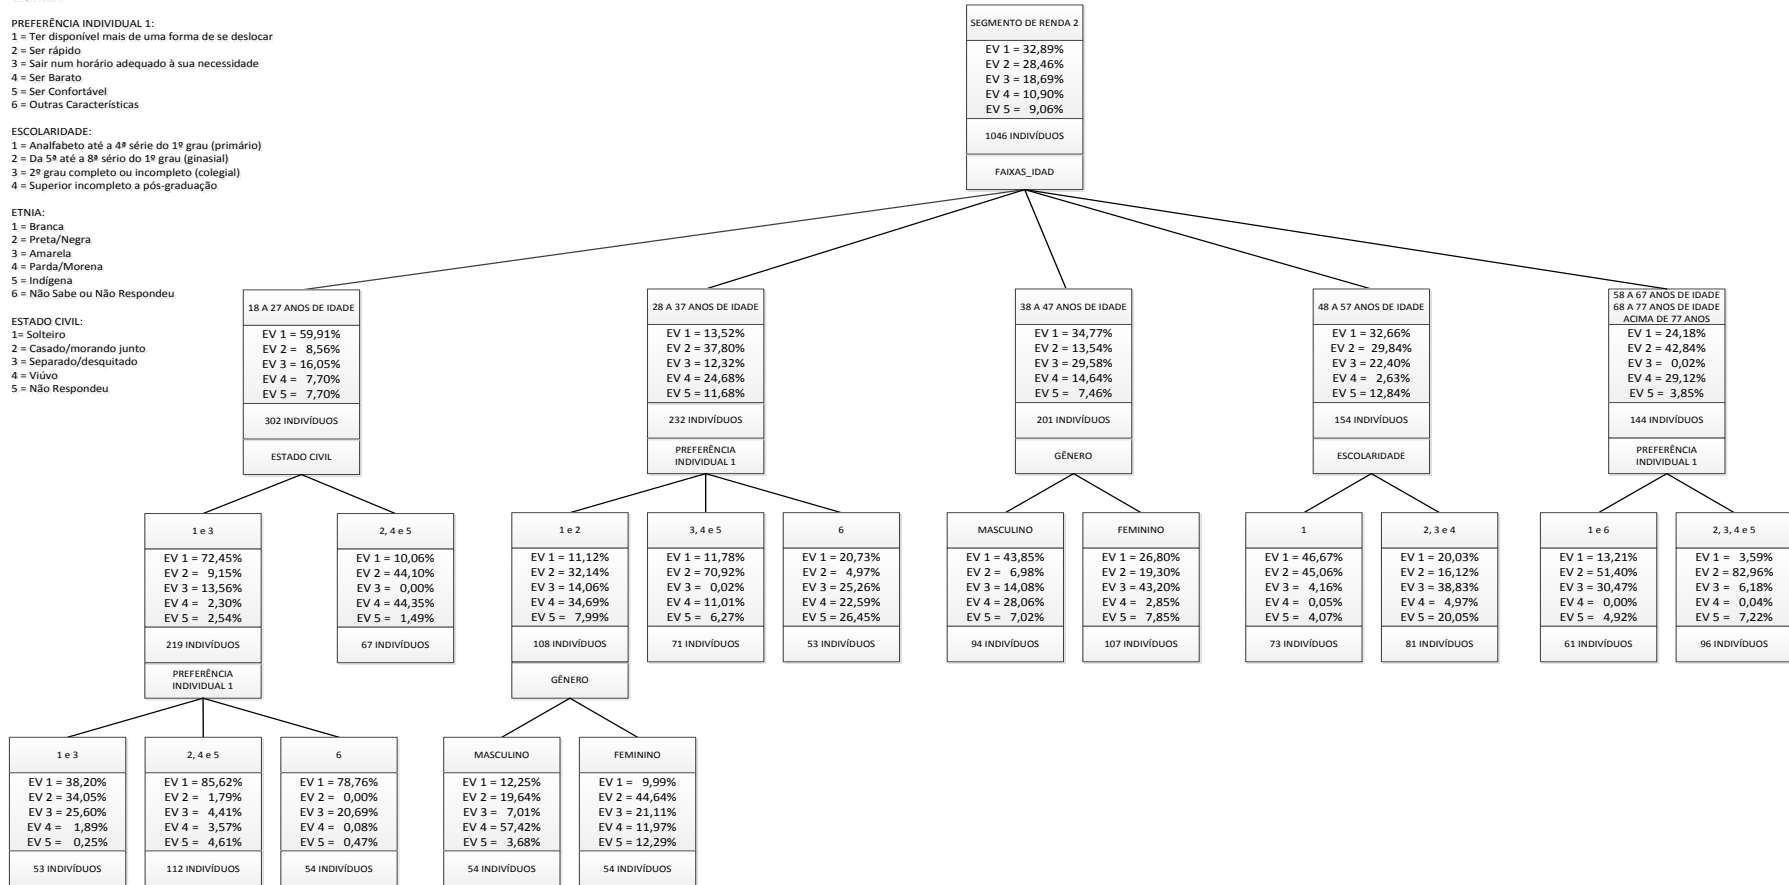 PREFERÊNCIA INDIVIDUAL 1:
1 = Ter disponível mais de uma forma de se deslocar
2 = Ser rápido
3 = Sair num horário adequado à sua necessidade
4 = Ser Barato
5 = Ser Confortável
6 = Outras Características
ESCOLARIDADE:
1 = Analfabeto até a 4ª série do 1º grau (primário)
2 = Da 5ª até a 8ª sério do 1º grau (ginasial)
3 = 2º grau completo ou incompleto (colegial)
4 = Superior incompleto a pós-graduação
ETNIA:
1 = Branca
2 = Preta/Negra
3 = Amarela
4 = Parda/Morena
5 = Indígena
6 = Não Sabe ou Não Respondeu
ESTADO CIVIL:
1= Solteiro
2 = Casado/morando junto
3 = Separado/desquitado
4 = Viúvo
5 = Não Respondeu
SEGMENTO DE RENDA 2
EV 1 = 32,89%
EV 2 = 28,46%
EV 3 = 18,69%
EV 4 = 10,90%
EV 5 = 9,06%
1046 INDIVÍDUOS
FAIXAS_IDAD
18 A 27 ANOS DE IDADE
EV 1 = 59,91%
EV 2 = 8,56%
EV 3 = 16,05%
EV 4 = 7,70%
EV 5 = 7,70%
302 INDIVÍDUOS
ESTADO CIVIL
28 A 37 ANOS DE IDADE
EV 1 = 13,52%
EV 2 = 37,80%
EV 3 = 12,32%
EV 4 = 24,68%
EV 5 = 11,68%
232 INDIVÍDUOS
PREFERÊNCIA
INDIVIDUAL 1
38 A 47 ANOS DE IDADE
EV 1 = 34,77%
EV 2 = 13,54%
EV 3 = 29,58%
EV 4 = 14,64%
EV 5 = 7,46%
201 INDIVÍDUOS
GÊNERO
48 A 57 ANOS DE IDADE
EV 1 = 32,66%
EV 2 = 29,84%
EV 3 = 22,40%
EV 4 = 2,63%
EV 5 = 12,84%
154 INDIVÍDUOS
ESCOLARIDADE
58 A 67 ANOS DE IDADE
68 A 77 ANOS DE IDADE
ACIMA DE 77 ANOS
EV 1 = 24,18%
EV 2 = 42,84%
EV 3 = 0,02%
EV 4 = 29,12%
EV 5 = 3,85%
144 INDIVÍDUOS
PREFERÊNCIA
INDIVIDUAL 1
1 e 3
EV 1 = 72,45%
EV 2 = 9,15%
EV 3 = 13,56%
EV 4 = 2,30%
EV 5 = 2,54%
219 INDIVÍDUOS
PREFERÊNCIA
INDIVIDUAL 1
2, 4 e 5
EV 1 = 10,06%
EV 2 = 44,10%
EV 3 = 0,00%
EV 4 = 44,35%
EV 5 = 1,49%
67 INDIVÍDUOS
1 e 2
EV 1 = 11,12%
EV 2 = 32,14%
EV 3 = 14,06%
EV 4 = 34,69%
EV 5 = 7,99%
108 INDIVÍDUOS
GÊNERO
3, 4 e 5
EV 1 = 11,78%
EV 2 = 70,92%
EV 3 = 0,02%
EV 4 = 11,01%
EV 5 = 6,27%
71 INDIVÍDUOS
6
EV 1 = 20,73%
EV 2 = 4,97%
EV 3 = 25,26%
EV 4 = 22,59%
EV 5 = 26,45%
53 INDIVÍDUOS
MASCULINO
EV 1 = 43,85%
EV 2 = 6,98%
EV 3 = 14,08%
EV 4 = 28,06%
EV 5 = 7,02%
94 INDIVÍDUOS
FEMININO
EV 1 = 26,80%
EV 2 = 19,30%
EV 3 = 43,20%
EV 4 = 2,85%
EV 5 = 7,85%
107 INDIVÍDUOS
1
EV 1 = 46,67%
EV 2 = 45,06%
EV 3 = 4,16%
EV 4 = 0,05%
EV 5 = 4,07%
73 INDIVÍDUOS
2, 3 e 4
EV 1 = 20,03%
EV 2 = 16,12%
EV 3 = 38,83%
EV 4 = 4,97%
EV 5 = 20,05%
81 INDIVÍDUOS
1 e 6
EV 1 = 13,21%
EV 2 = 51,40%
EV 3 = 30,47%
EV 4 = 0,00%
EV 5 = 4,92%
61 INDIVÍDUOS
2, 3, 4 e 5
EV 1 = 3,59%
EV 2 = 82,96%
EV 3 = 6,18%
EV 4 = 0,04%
EV 5 = 7,22%
96 INDIVÍDUOS
1 e 3
EV 1 = 38,20%
EV 2 = 34,05%
EV 3 = 25,60%
EV 4 = 1,89%
EV 5 = 0,25%
53 INDIVÍDUOS
2, 4 e 5
EV 1 = 85,62%
EV 2 = 1,79%
EV 3 = 4,41%
EV 4 = 3,57%
EV 5 = 4,61%
112 INDIVÍDUOS
6
EV 1 = 78,76%
EV 2 = 0,00%
EV 3 = 20,69%
EV 4 = 0,08%
EV 5 = 0,47%
54 INDIVÍDUOS
MASCULINO
EV 1 = 12,25%
EV 2 = 19,64%
EV 3 = 7,01%
EV 4 = 57,42%
EV 5 = 3,68%
54 INDIVÍDUOS
FEMININO
EV 1 = 9,99%
EV 2 = 44,64%
EV 3 = 21,11%
EV 4 = 11,97%
EV 5 = 12,29%
54 INDIVÍDUOS